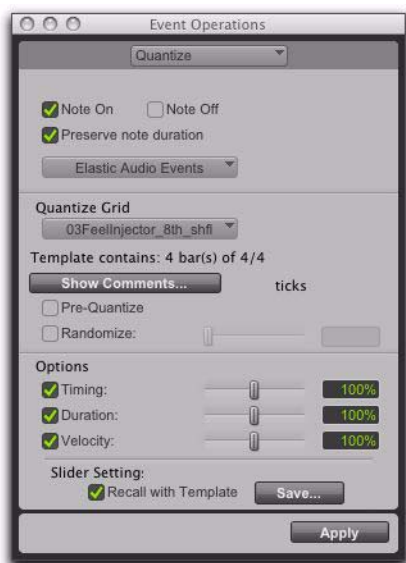 Event Operations
Quantize
Note On Note Off
Preserve note duration
Elastic Audio Events
Quantize Grid
03FeelInjector_8th_shfl
Template contains: 4 bar(s) of 4/4
Show Comments... ticks
Pre-Quantize
Randomize:
Options
Timing: 100%
Duration: 100%
Velocity: 100%
Slider Setting:
Recall with Template Save...
Apply